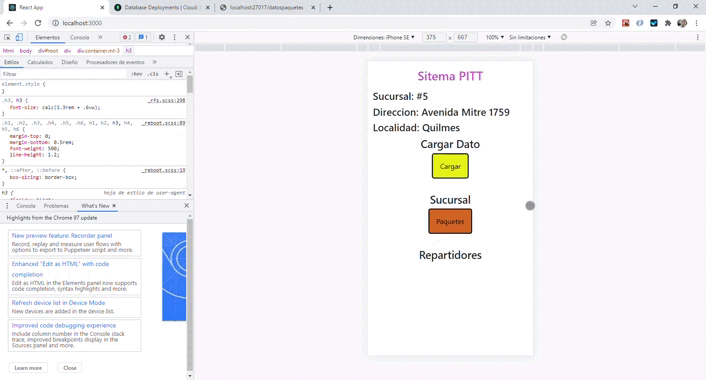 React App
Database Deployments | Cloud:
localhost:27017/datospaquetes
localhost:3000
Elementos
Consola
2
1
Dimensiones: iPhone SE
375
x
667
100%
Sin limitaciones
html body div#root div div.container.mt-3 h3
Estilos Calculados Diseño Procesadores de eventos
Filtrar
:hov .cls
element.style {
}
.h3, h3 {
_rfs.scss:298
font-size: calc(1.3rem + .6vw);
}
.h1, .h2, .h3, .h4, .h5, .h6, h1, h2, h3, h4,
_reboot.scss:89
h5, h6 {
margin-top: 0;
margin-bottom: 0.5rem;
font-weight: 500;
line-height: 1.2;
}
*, ::after, ::before {
_reboot.scss:19
box-sizing: border-box;
}
h3 {
hoja de estilo de user-agent
Consola Problemas What's New
Highlights from the Chrome 97 update
New preview feature: Recorder panel
Record, replay and measure user flows with
options to export to Puppeteer script and more.
Enhanced "Edit as HTML" with code
completion
Edit as HTML in the Elements panel now supports
code completion, syntax highlights and more.
Refresh device list in Device Mode
New devices are added in the device list.
Improved code debugging experience
Include column number in the Console stack
trace, improved breakpoints display in the
Sources panel and more.
Learn more
Close
Sitema PITT
Sucursal: #5
Direccion: Avenida Mitre 1759
Localidad: Quilmes
Cargar Dato
Cargar
Sucursal
Paquetes
Repartidores